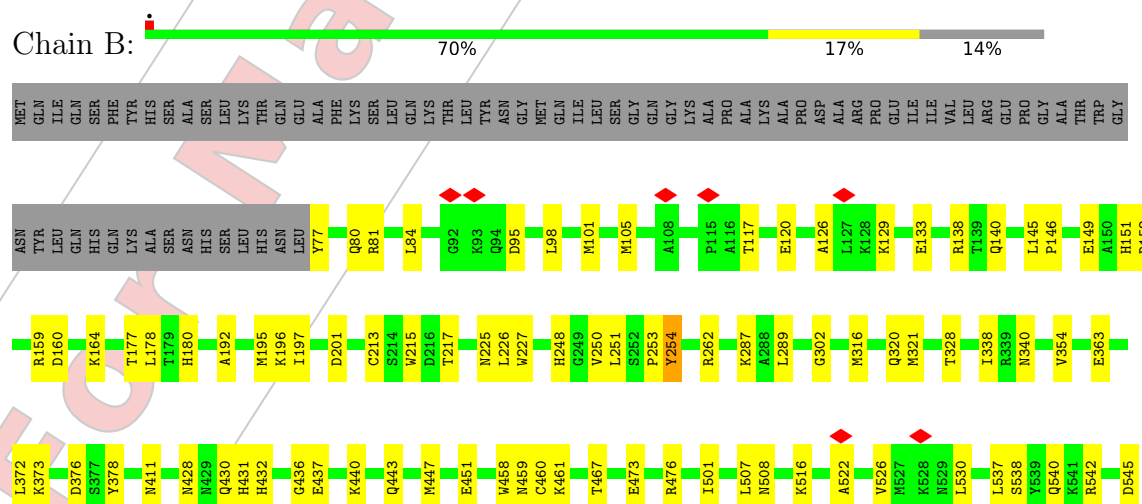 Chain B:
70% 17% 14%
MET GLN ILE GLN SER PHE TYR HIS SER ALA SER LEU LYS THR GLN GLU ALA PHE LYS SER LEU GLN LYS THR LEU TYR ASN GLY MET GLN ILE LEU SER GLY GLN GLY LYS ALA PRO ALA LYS ALA PRO ASP ALA ARG PRO GLU ILE ILE VAL LEU ARG GLU PRO GLY ALA THR TRP GLY
ASN TYR LEU GLN HIS GLN LYS ALA SER ASN HIS SER LEU HIS ASN LEU Y77 Q80 R81 L84 G92 K93 Q94 D95 L98 M101 M105 A108 P115 A116 T117 E120 A126 L127 K128 K129 E133 R138 T139 Q140 L145 P146 E149 A150 H151
R159 D160 K164 T177 L178 T179 H180 A192 M195 K196 I197 D201 C213 S214 W215 D216 T217 N225 L226 W227 H248 G249 V250 L251 S252 P253 Y254 R262 K287 A288 L289 G302 M316 Q320 M321 T328 I338 R339 N340 V354 E363
L372 K373 D376 S377 Y378 N411 N428 N429 Q430 H431 H432 G436 E437 K440 Q443 M447 E451 W458 N459 C460 K461 T467 E473 R476 I501 L507 N508 K516 A522 V526 M527 K528 N529 L530 L537 S538 Y539 Q540 K541 R542 D545